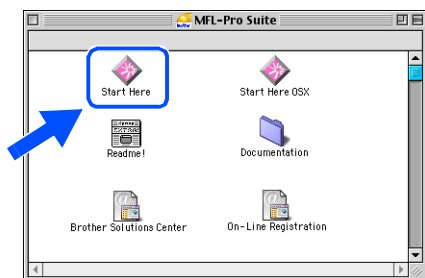 MFL-Pro Suite
Start Here
Start Here OSX
Readme!
Documentation
Brother Solutions Center
On-Line Registration